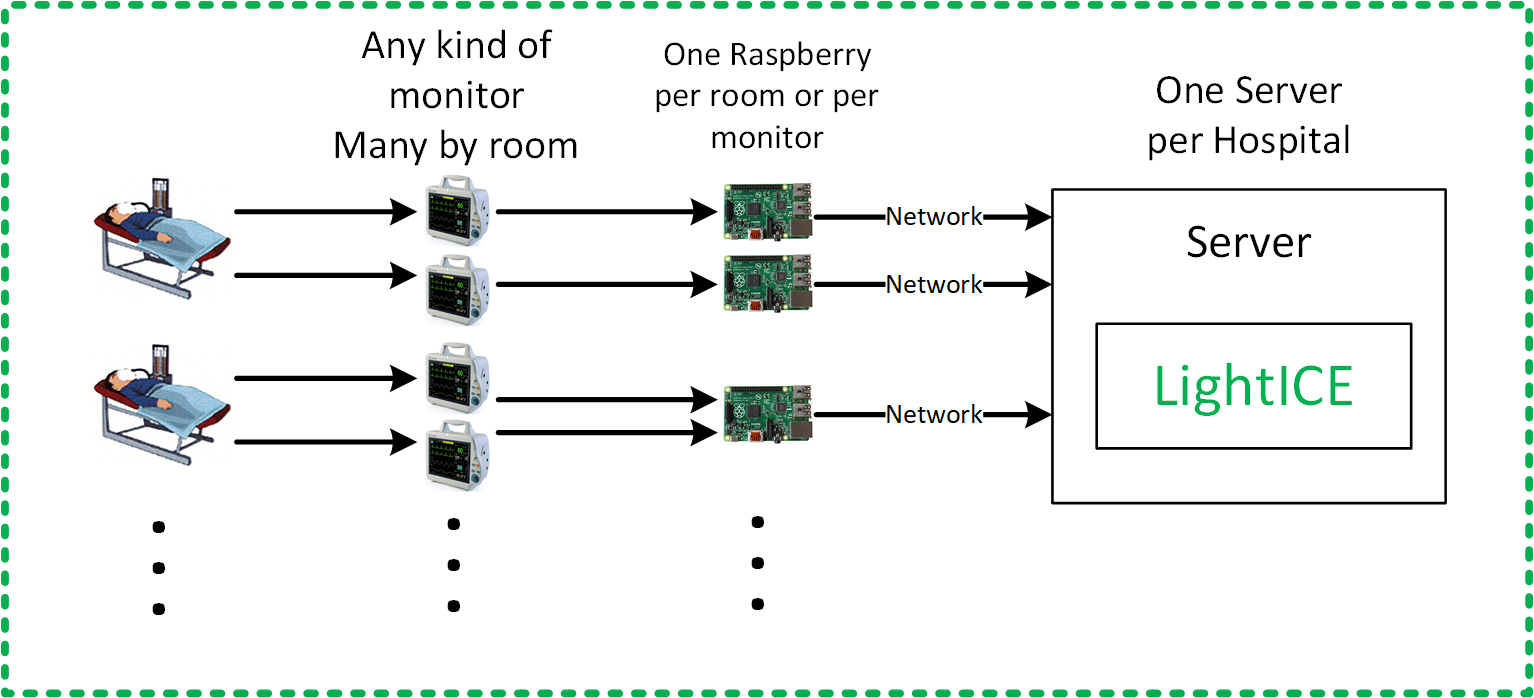 Any kind of
monitor
Many by room
One Raspberry
per room or per
monitor
One Server
per Hospital
Network
Network
Network
Server
LightICE